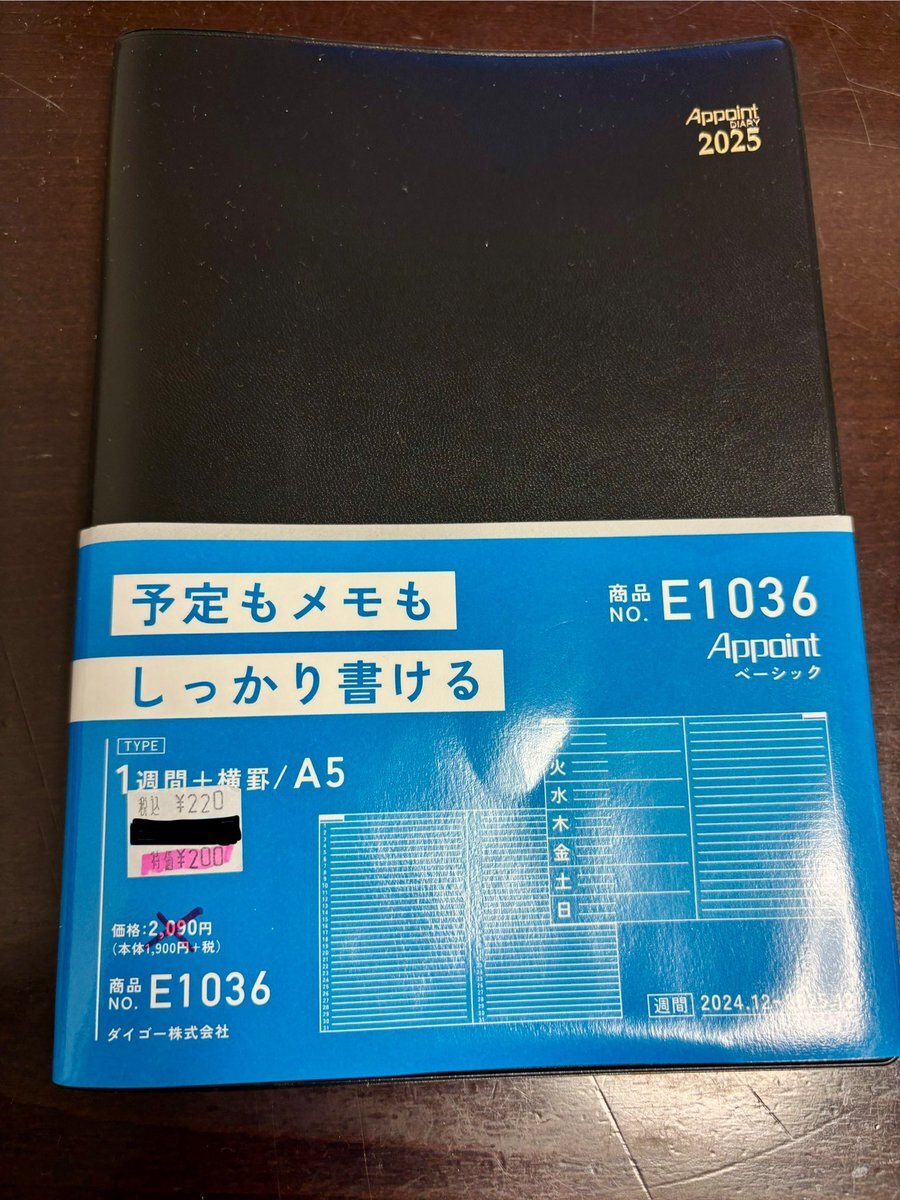 Appoint
DIARY
2025
予定もメモも
しっかり書ける
商品
NO. E1036
Appoint
ベーシック
TYPE
1週間+横罫/A5
税込 ¥220
特価¥200
火
水
木
金
土
日
価格:2,090円
(本体1,900円+税)
商品
NO. E1036
ダイゴー株式会社
週間 2024.12